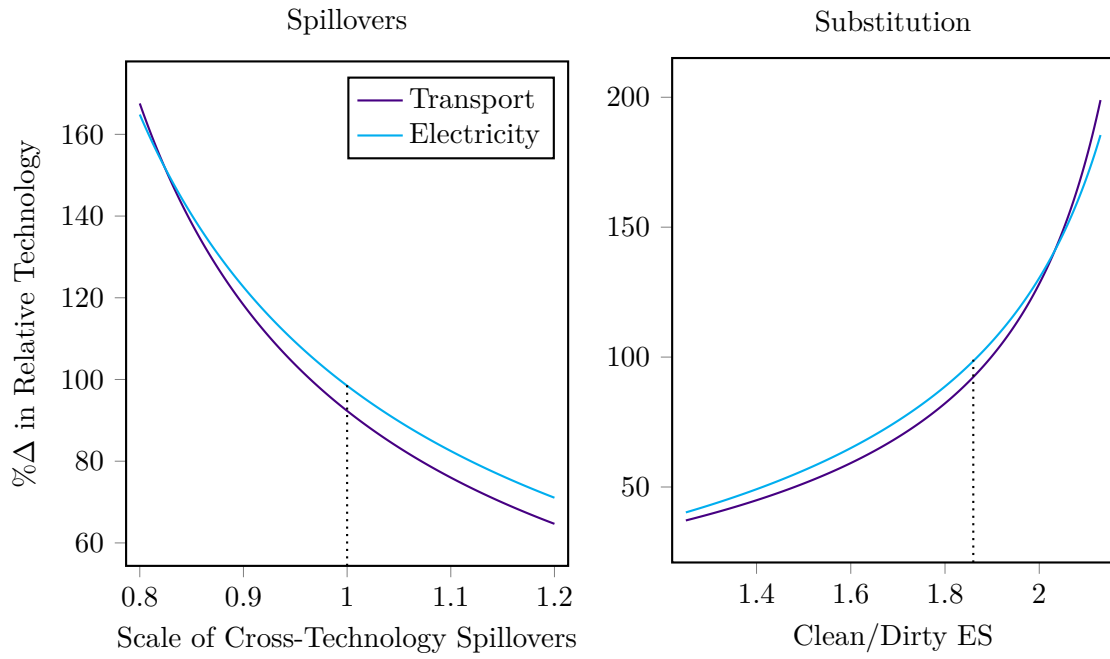 Spillovers
Transport
Electricity
%Δ in Relative Technology
160
140
120
100
80
60
0.8 0.9 1 1.1 1.2
Scale of Cross-Technology Spillovers
Substitution
200
150
100
50
1.4 1.6 1.8 2
Clean/Dirty ES